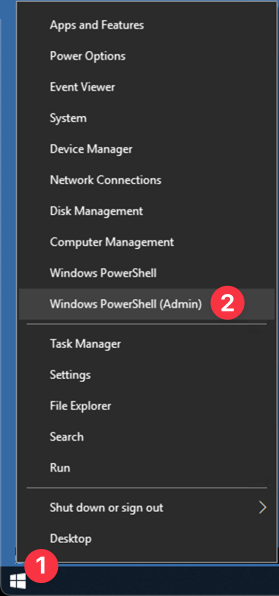 Apps and Features
Power Options
Event Viewer
System
Device Manager
Network Connections
Disk Management
Computer Management
Windows PowerShell
Windows PowerShell (Admin) 2
Task Manager
Settings
File Explorer
Search
Run
Shut down or sign out
Desktop
1